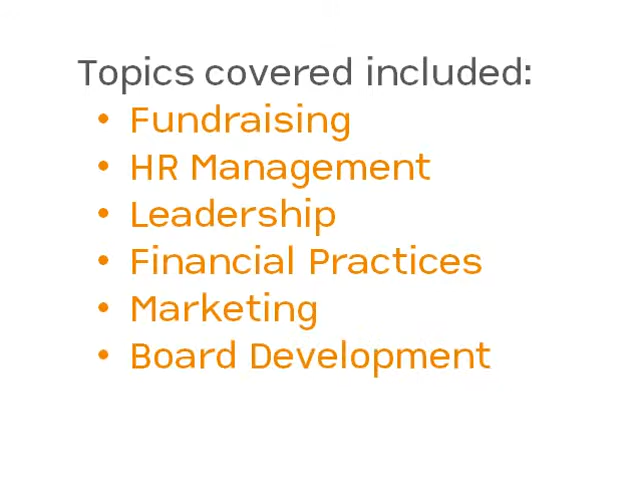 Topics covered included:
• Fundraising
• HR Management
• Leadership
• Financial Practices
• Marketing
• Board Development